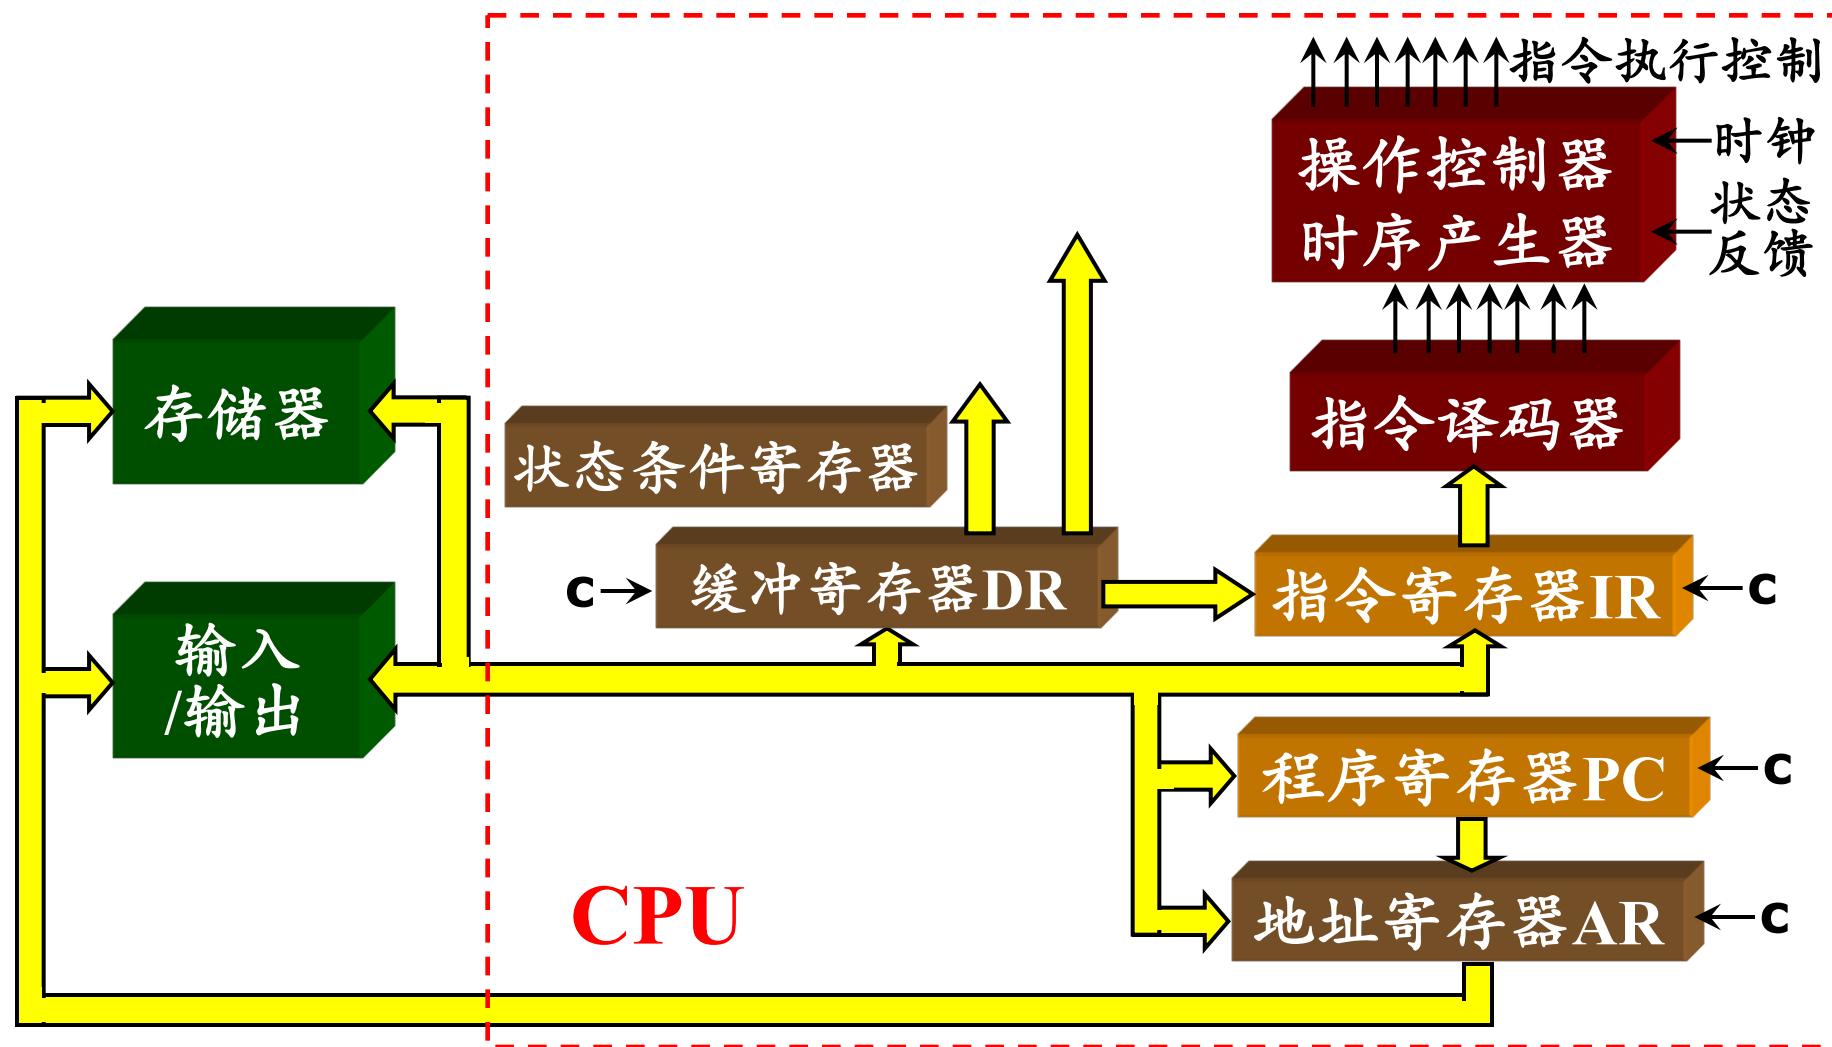 指令执行控制
操作控制器
时序产生器
时钟
状态
反馈
存储器
指令译码器
状态条件寄存器
c
缓冲寄存器DR
指令寄存器IR
c
输入
/输出
程序寄存器PC
c
CPU
地址寄存器AR
c